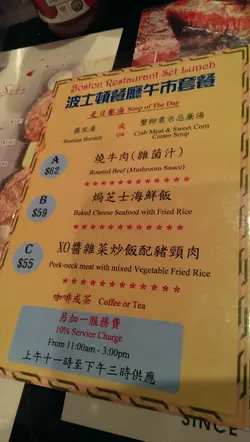 Boston Restaurant Set Lunch
波士頓餐廳午市套餐
是日餐湯 Soup of The Day
羅宋湯 或 蟹柳粟米忌廉湯
Russian Borstch OR Crab Meat & Sweet Corn
Cream Soup
A
$62
燒牛肉(雜菌汁)
Roasted Beef (Mushroom Sauce)
B
$59
焗芝士海鮮飯
Baked Cheese Seafood with Fried Rice
C
$55
XO醬雜菜炒飯配豬頸肉
Pork-neck meat with mixed Vegetable Fried Rice
咖啡或茶 Coffee or Tea
另加一服務費
10% Service Charge
From 11:00am - 3:00pm
上午十一時至下午三時供應
SINCE